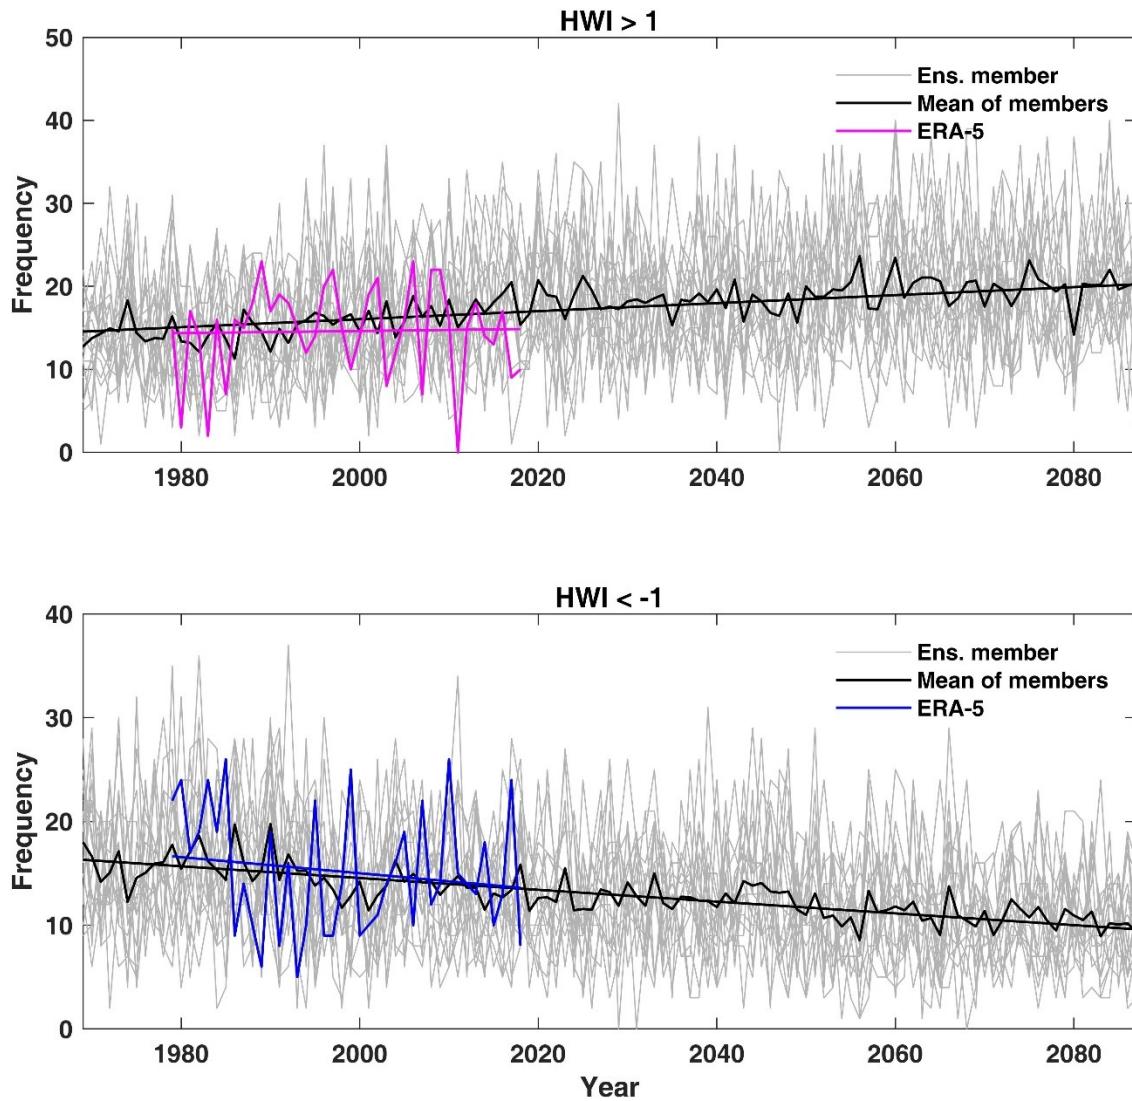 HWI > 1
50
40
30
20
10
0
Frequency
Ens. member
Mean of members
ERA-5
1980 2000 2020 2040 2060 2080
HWI < -1
40
30
20
10
0
Frequency
Ens. member
Mean of members
ERA-5
1980 2000 2020 2040 2060 2080
Year